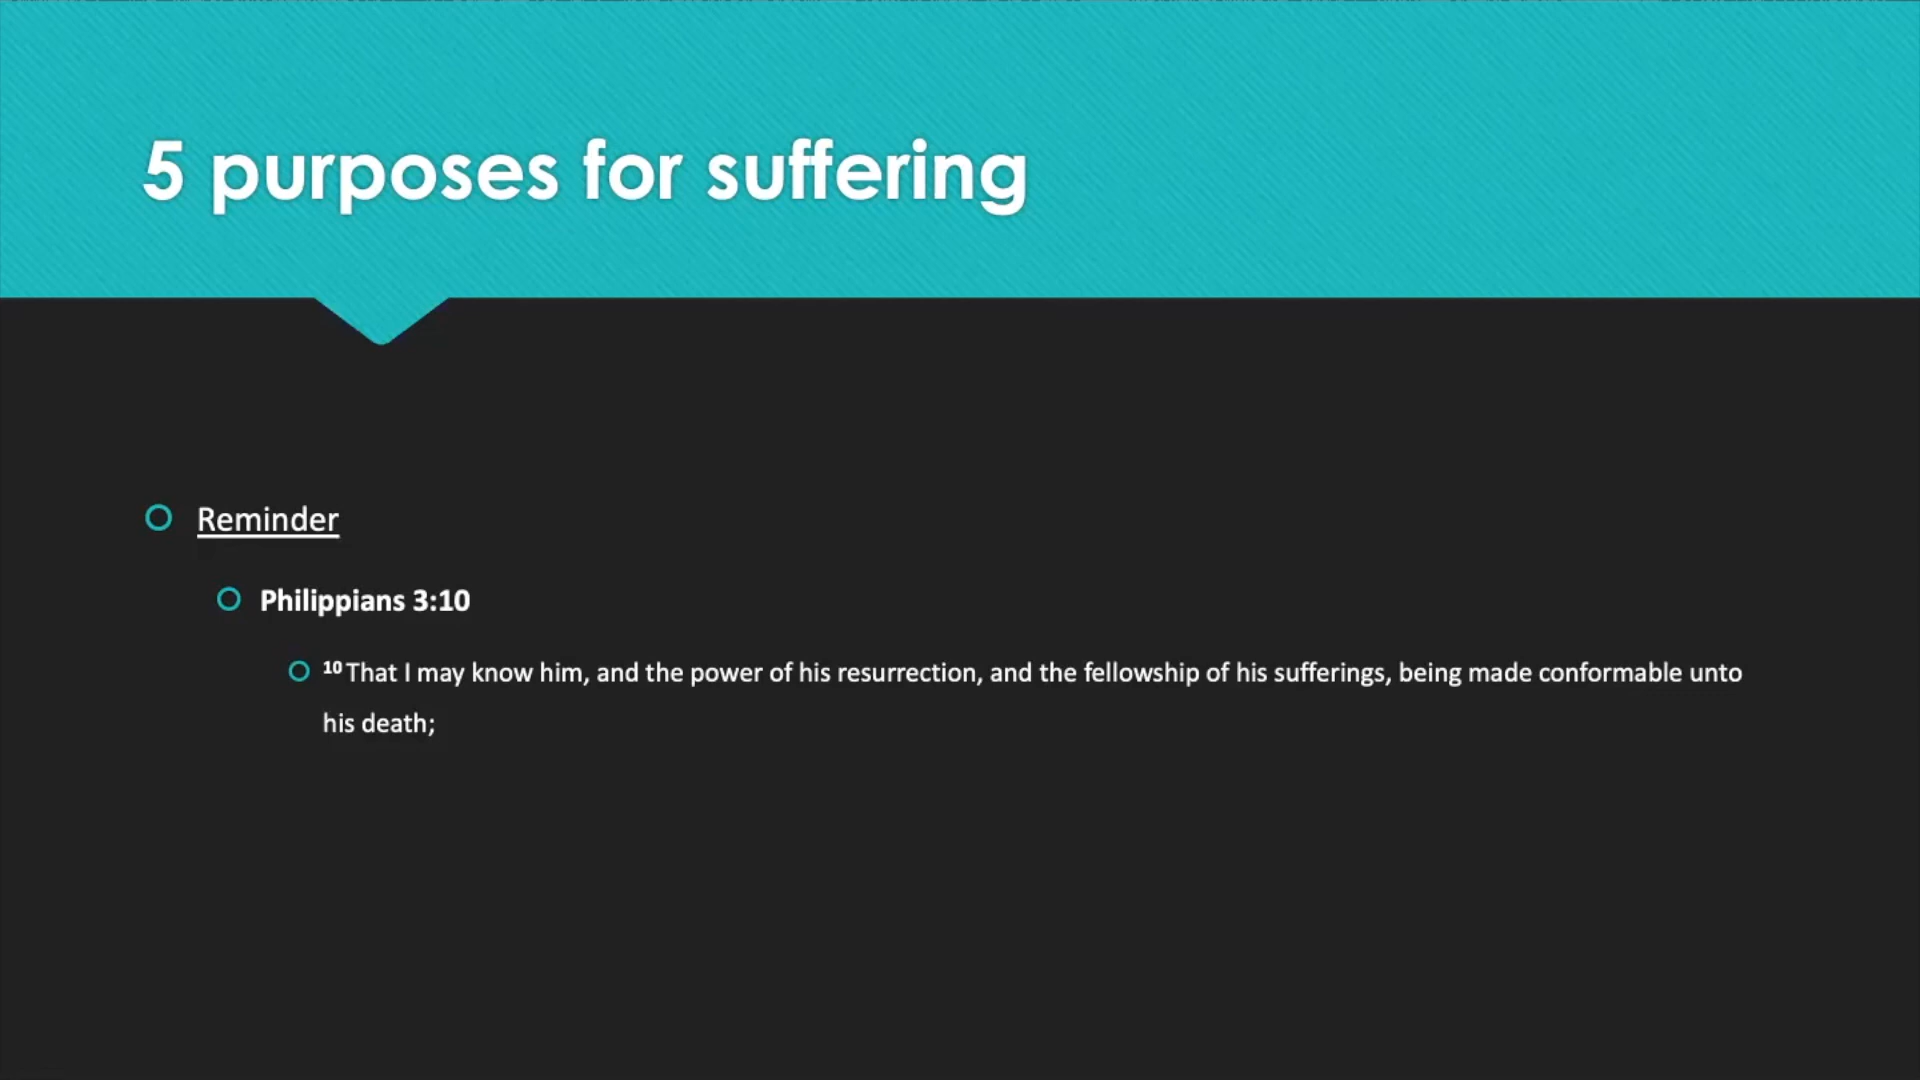 5 purposes for suffering
Reminder
Philippians 3:10
10 That I may know him, and the power of his resurrection, and the fellowship of his sufferings, being made conformable unto
his death;